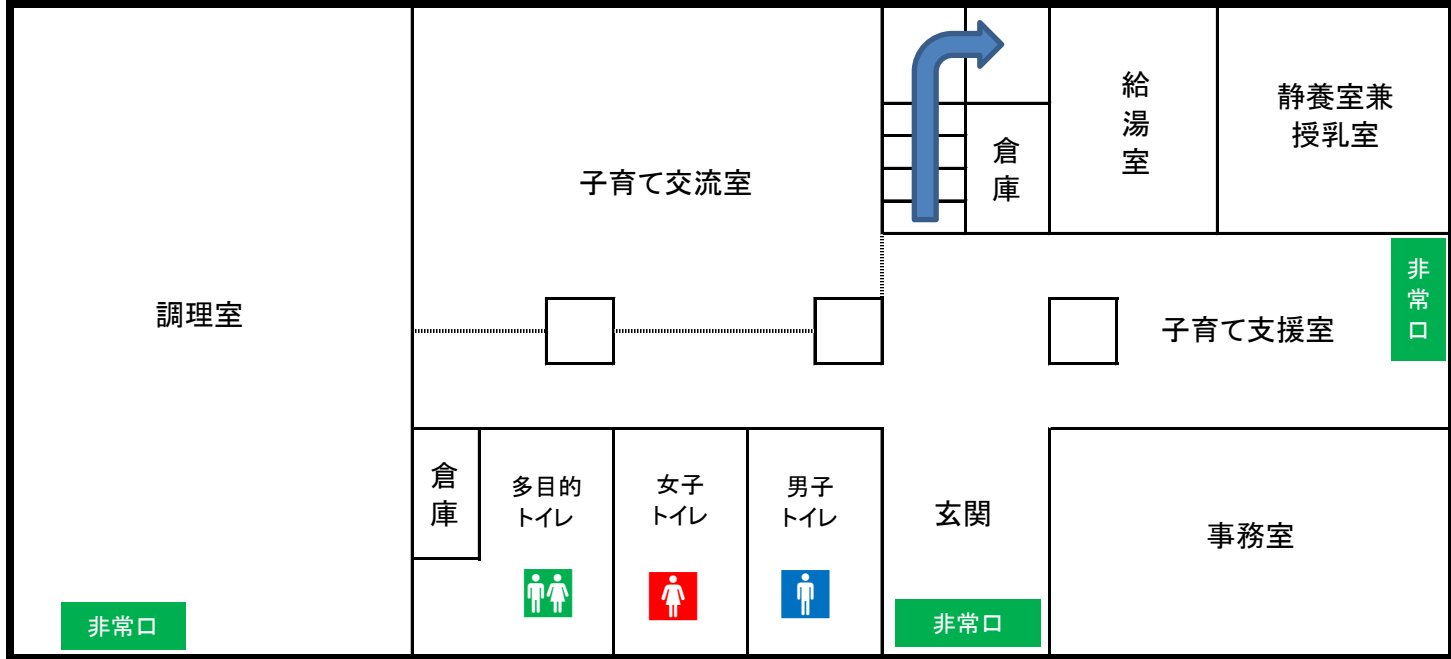 調理室
非常口
子育て交流室
倉庫
給湯室
静養室兼
授乳室
子育て支援室
非常口
倉庫
多目的
トイレ
女子
トイレ
男子
トイレ
玄関
非常口
事務室